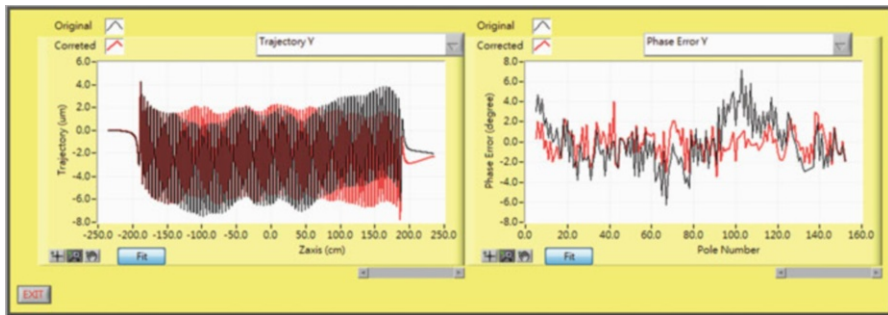 Original
Correted
Trajectory Y
6.0
4.0
2.0
0.0
-2.0
-4.0
-6.0
-8.0
Trajectory (um)
-250.0 -200.0 -150.0 -100.0 -50.0 0.0 50.0 100.0 150.0 200.0 250.0
Zaxis (cm)
Fit
Original
Corrected
Phase Error Y
8.0
6.0
4.0
2.0
0.0
-2.0
-4.0
-6.0
-8.0
Phase Error (degree)
0.0 20.0 40.0 60.0 80.0 100.0 120.0 140.0 160.0
Pole Number
Fit
EXIT